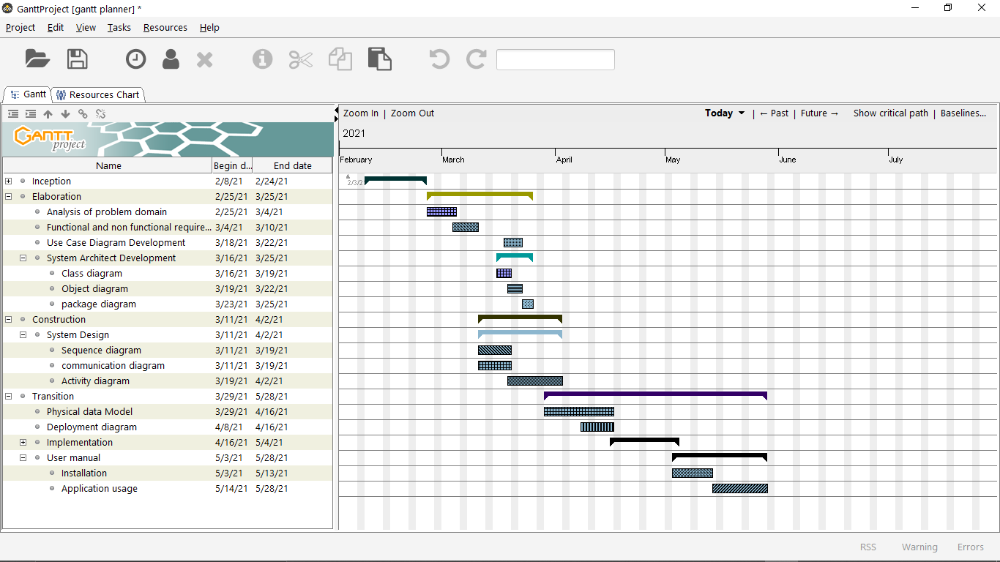 GanttProject [gantt planner] *
Project Edit View Tasks Resources Help
Gantt Resources Chart
Zoom In | Zoom Out Today | ← Past | Future → Show critical path | Baselines...
GANTT project
2021
February March April May June July
Name Begin d... End date
2/3/21
Inception 2/8/21 2/24/21
Elaboration 2/25/21 3/25/21
Analysis of problem domain 2/25/21 3/4/21
Functional and non functional require... 3/4/21 3/10/21
Use Case Diagram Development 3/18/21 3/22/21
System Architect Development 3/16/21 3/25/21
Class diagram 3/16/21 3/19/21
Object diagram 3/19/21 3/22/21
package diagram 3/23/21 3/25/21
Construction 3/11/21 4/2/21
System Design 3/11/21 4/2/21
Sequence diagram 3/11/21 3/19/21
communication diagram 3/11/21 3/19/21
Activity diagram 3/19/21 4/2/21
Transition 3/29/21 5/28/21
Physical data Model 3/29/21 4/16/21
Deployment diagram 4/8/21 4/16/21
Implementation 4/16/21 5/4/21
User manual 5/3/21 5/28/21
Installation 5/3/21 5/13/21
Application usage 5/14/21 5/28/21
RSS Warning Errors